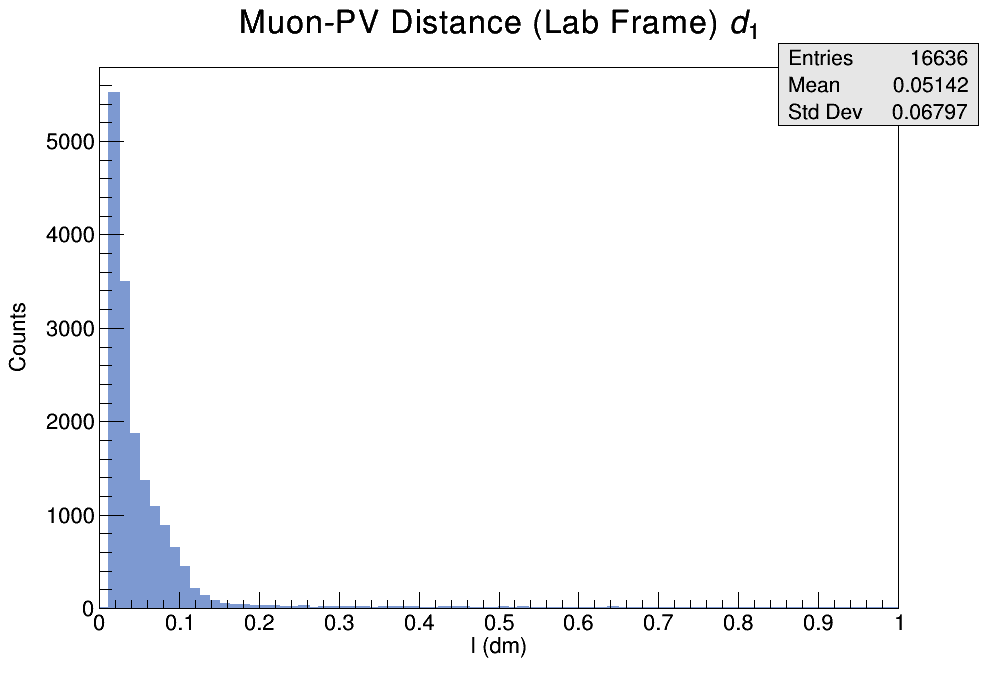 Muon-PV Distance (Lab Frame) d₁
Entries 16636
Mean 0.05142
Std Dev 0.06797
5000
4000
3000
2000
1000
0
Counts
0 0.1 0.2 0.3 0.4 0.5 0.6 0.7 0.8 0.9 1
l (dm)